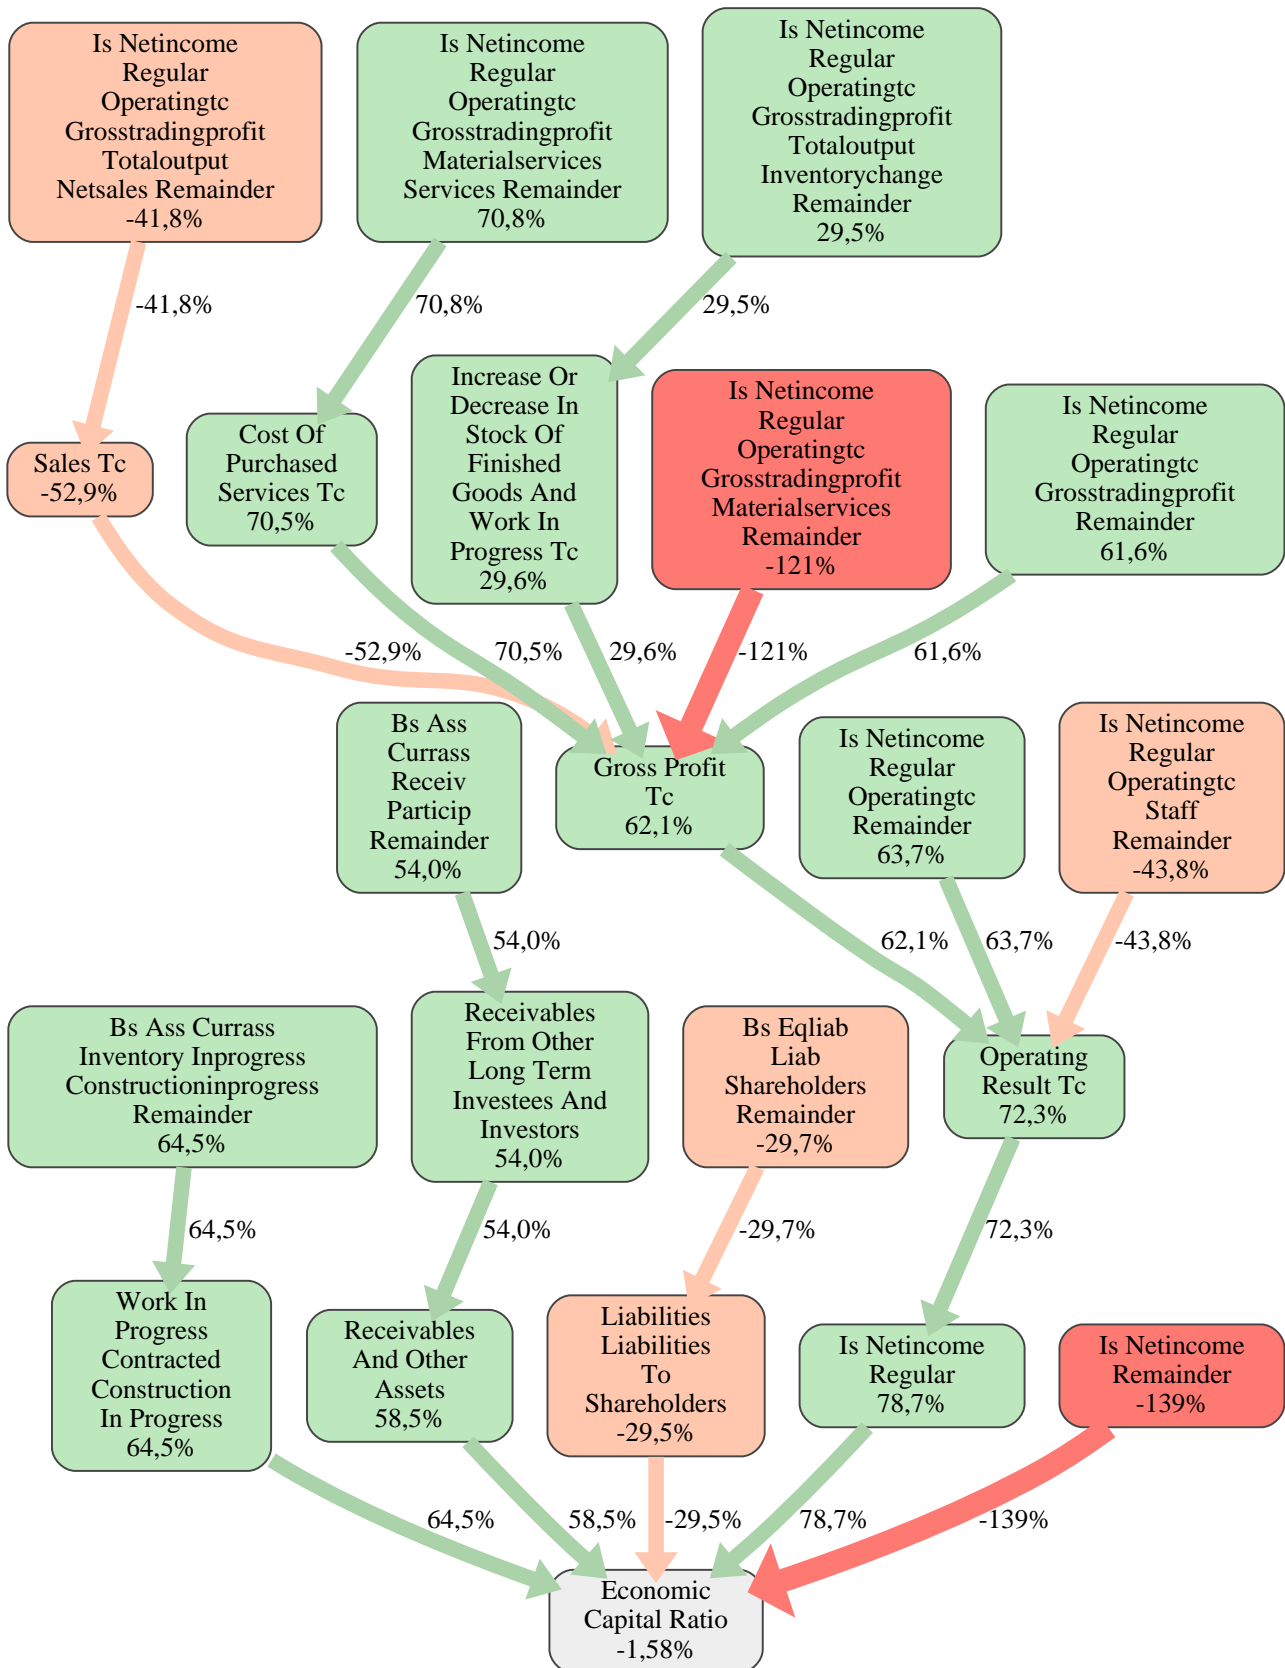 Is Netincome
Regular
Operatingtc
Grosstradingprofit
Totaloutput
Netsales Remainder
-41,8%
Is Netincome
Regular
Operatingtc
Grosstradingprofit
Materialservices
Services Remainder
70,8%
Is Netincome
Regular
Operatingtc
Grosstradingprofit
Totaloutput
Inventorychange
Remainder
29,5%
-41,8%
70,8%
29,5%
Sales Tc
-52,9%
Cost Of
Purchased
Services Tc
70,5%
Increase Or
Decrease In
Stock Of
Finished
Goods And
Work In
Progress Tc
29,6%
Is Netincome
Regular
Operatingtc
Grosstradingprofit
Materialservices
Remainder
-121%
Is Netincome
Regular
Operatingtc
Grosstradingprofit
Remainder
61,6%
-52,9%
70,5%
29,6%
-121%
61,6%
Bs Ass
Currass
Receiv
Particip
Remainder
54,0%
Gross Profit
Tc
62,1%
Is Netincome
Regular
Operatingtc
Remainder
63,7%
Is Netincome
Regular
Operatingtc
Staff
Remainder
-43,8%
54,0%
62,1%
63,7%
-43,8%
Bs Ass Currass
Inventory Inprogress
Constructioninprogress
Remainder
64,5%
Receivables
From Other
Long Term
Investees And
Investors
54,0%
Bs Eqliab
Liab
Shareholders
Remainder
-29,7%
Operating
Result Tc
72,3%
64,5%
54,0%
-29,7%
72,3%
Work In
Progress
Contracted
Construction
In Progress
64,5%
Receivables
And Other
Assets
58,5%
Liabilities
Liabilities
To
Shareholders
-29,5%
Is Netincome
Regular
78,7%
Is Netincome
Remainder
-139%
64,5%
58,5%
-29,5%
78,7%
-139%
Economic
Capital Ratio
-1,58%